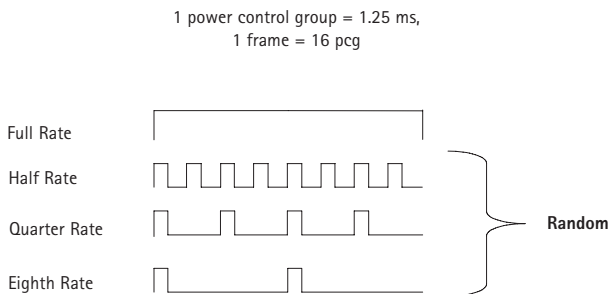 1 power control group = 1.25 ms,
1 frame = 16 pcg
Full Rate
Half Rate
Quarter Rate
Random
Eighth Rate